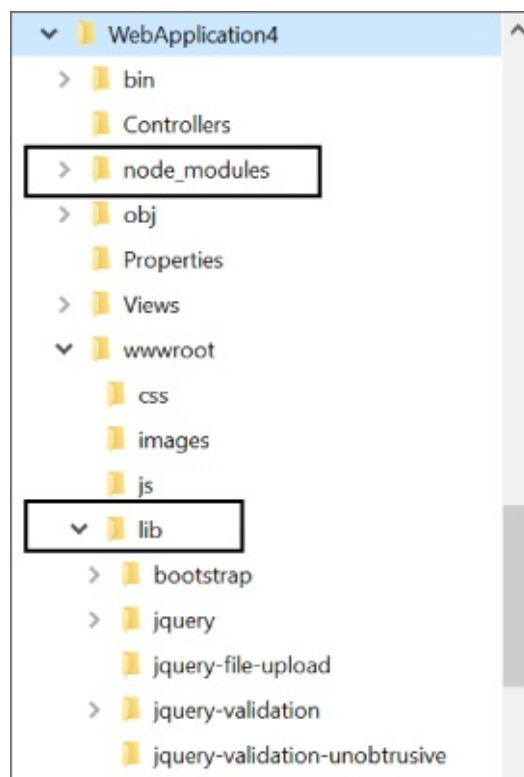 WebApplication4
bin
Controllers
node_modules
obj
Properties
Views
wwwroot
css
images
js
lib
bootstrap
jquery
jquery-file-upload
jquery-validation
jquery-validation-unobtrusive